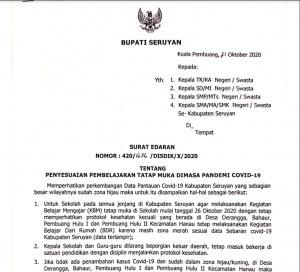 BUPATI SERUYAN
Kuala Pembuang, Oktober 2020
Yth. 1. Kepala TK/RA Negeri / Swasta
2. Kepala SD/MI Negeri / Swasta
3. Kepala SMP/MTs Negeri / Swasta
4. Kepala SMA/MA/SMK Negeri / Swasta
Se- Kabupaten Seruyan
Di_
Tempat
SURAT EDARAN
NOMOR : 420/ /DISDIK/X/2020
TENTANG
PENYESUAIAN PEMBELAJARAN TATAP MUKA DIMASA PANDEMI COVID-19
Memperhatikan perkembangan Data Pantauan Covid-19 Kabupaten Seruyan yang sebagian
besar wilayahnya sudah zona hijau maka untuk itu disampaikan hal-hal sebagai berikut:
1. Untuk Sekolah pada semua jenjang di Kabupaten Seruyan agar melaksanakan Kegiatan
Belajar Mengajar (KBM) tatap muka di Sekolah mulai tanggal 26 Oktober 2020 dengan tetap
memperhatikan protokol kesehatan kecuali yang berada di Desa Derangga, Bahaur,
Pembuang Hulu I dan Pembuang Hulu II Kecamatan Hanau tetap melaksanakan Kegiatan
Belajar Dari Rumah (BDR) karena masih zona merah sesuai data Sebaran covid-19
Kabupaten Seruyan (data terlampir);
2. Kepala Sekolah dan Guru-guru dilarang bepergian keluar daerah, tetap masuk bekerja di
satuan pendidikan dengan disiplin menjalankan protokol kesehatan.
3. Jika tidak ada penambahan kasus Covid-19 dan sudah dalam zona hijau/kuning, di Desa
Derangga, Bahaur, Pembuang Hulu I dan Pembuang Hulu II Kecamatan Hanau maka